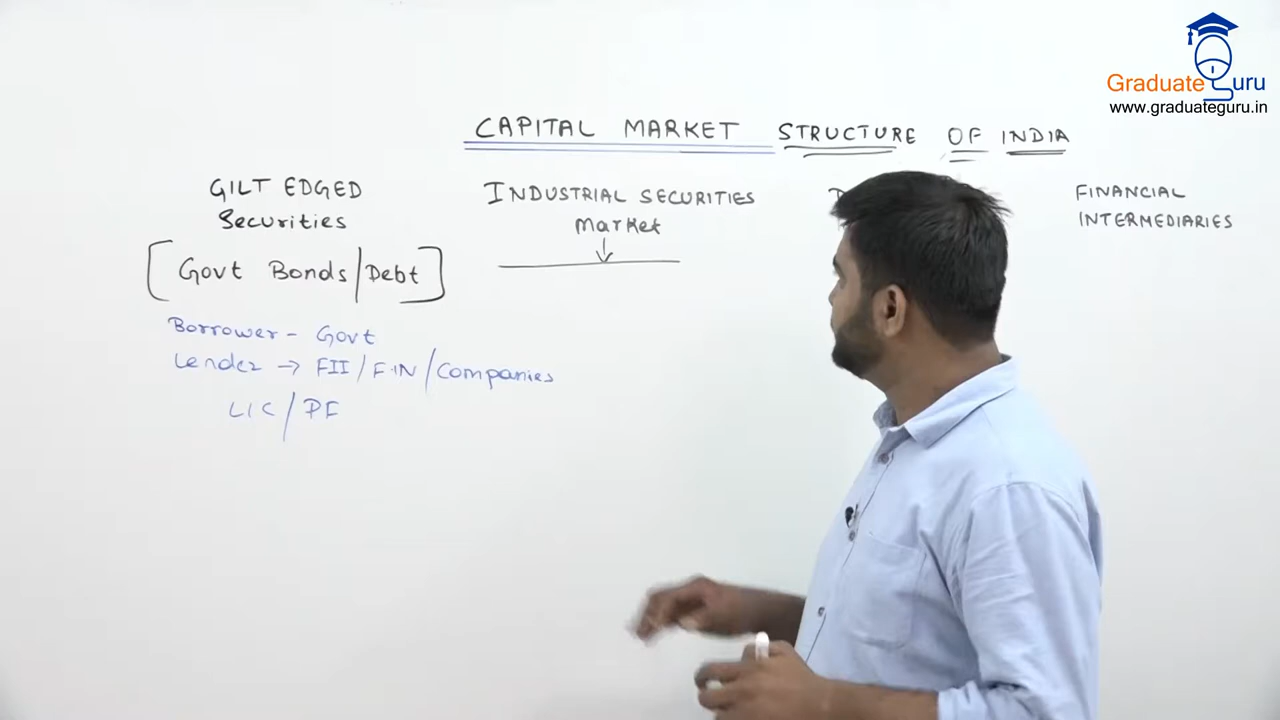 Graduate Guru
www.graduateguru.in
CAPITAL MARKET STRUCTURE OF INDIA
GILT EDGED
Securities
[Govt Bonds/Debt]
Borrower - Govt
Lender → FII/F.IN/Companies
LIC/PF
INDUSTRIAL SECURITIES
Market
↓
FINANCIAL
INTERMEDIARIES